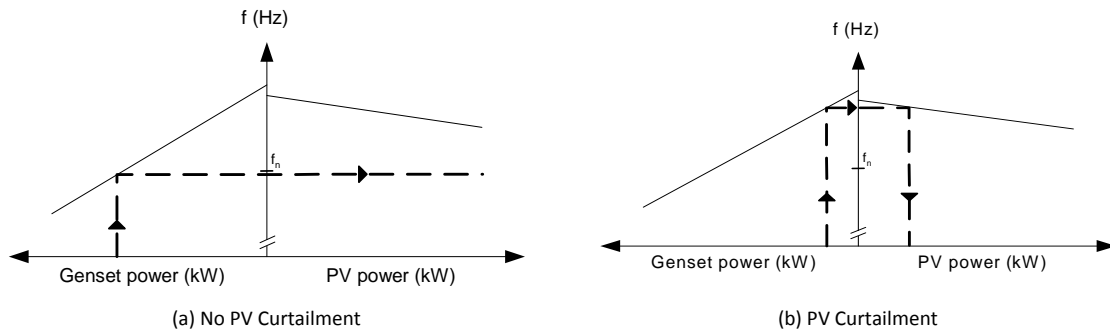 f (Hz)
fn
Genset power (kW)
PV power (kW)
(a) No PV Curtailment
f (Hz)
fn
Genset power (kW)
PV power (kW)
(b) PV Curtailment